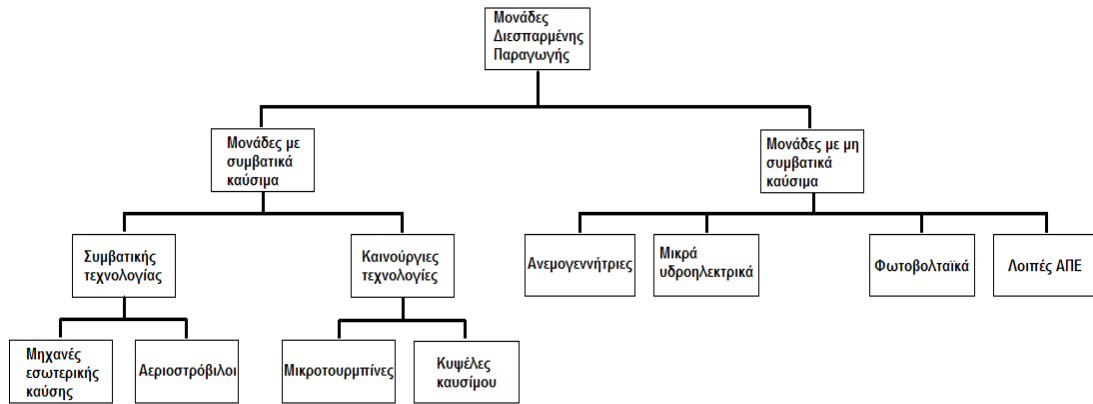 Μονάδες
Διεσπαρμένης
Παραγωγής
Μονάδες με
συμβατικά
καύσιμα
Μονάδες με μη
συμβατικά
καύσιμα
Συμβατικής
τεχνολογίας
Καινούργιες
τεχνολογίες
Ανεμογεννήτριες
Μικρά
υδροηλεκτρικά
Φωτοβολταϊκά
Λοιπές ΑΠΕ
Μηχανές
εσωτερικής
καύσης
Αεριοστρόβιλοι
Μικροτουρμπίνες
Κυψέλες
καυσίμου